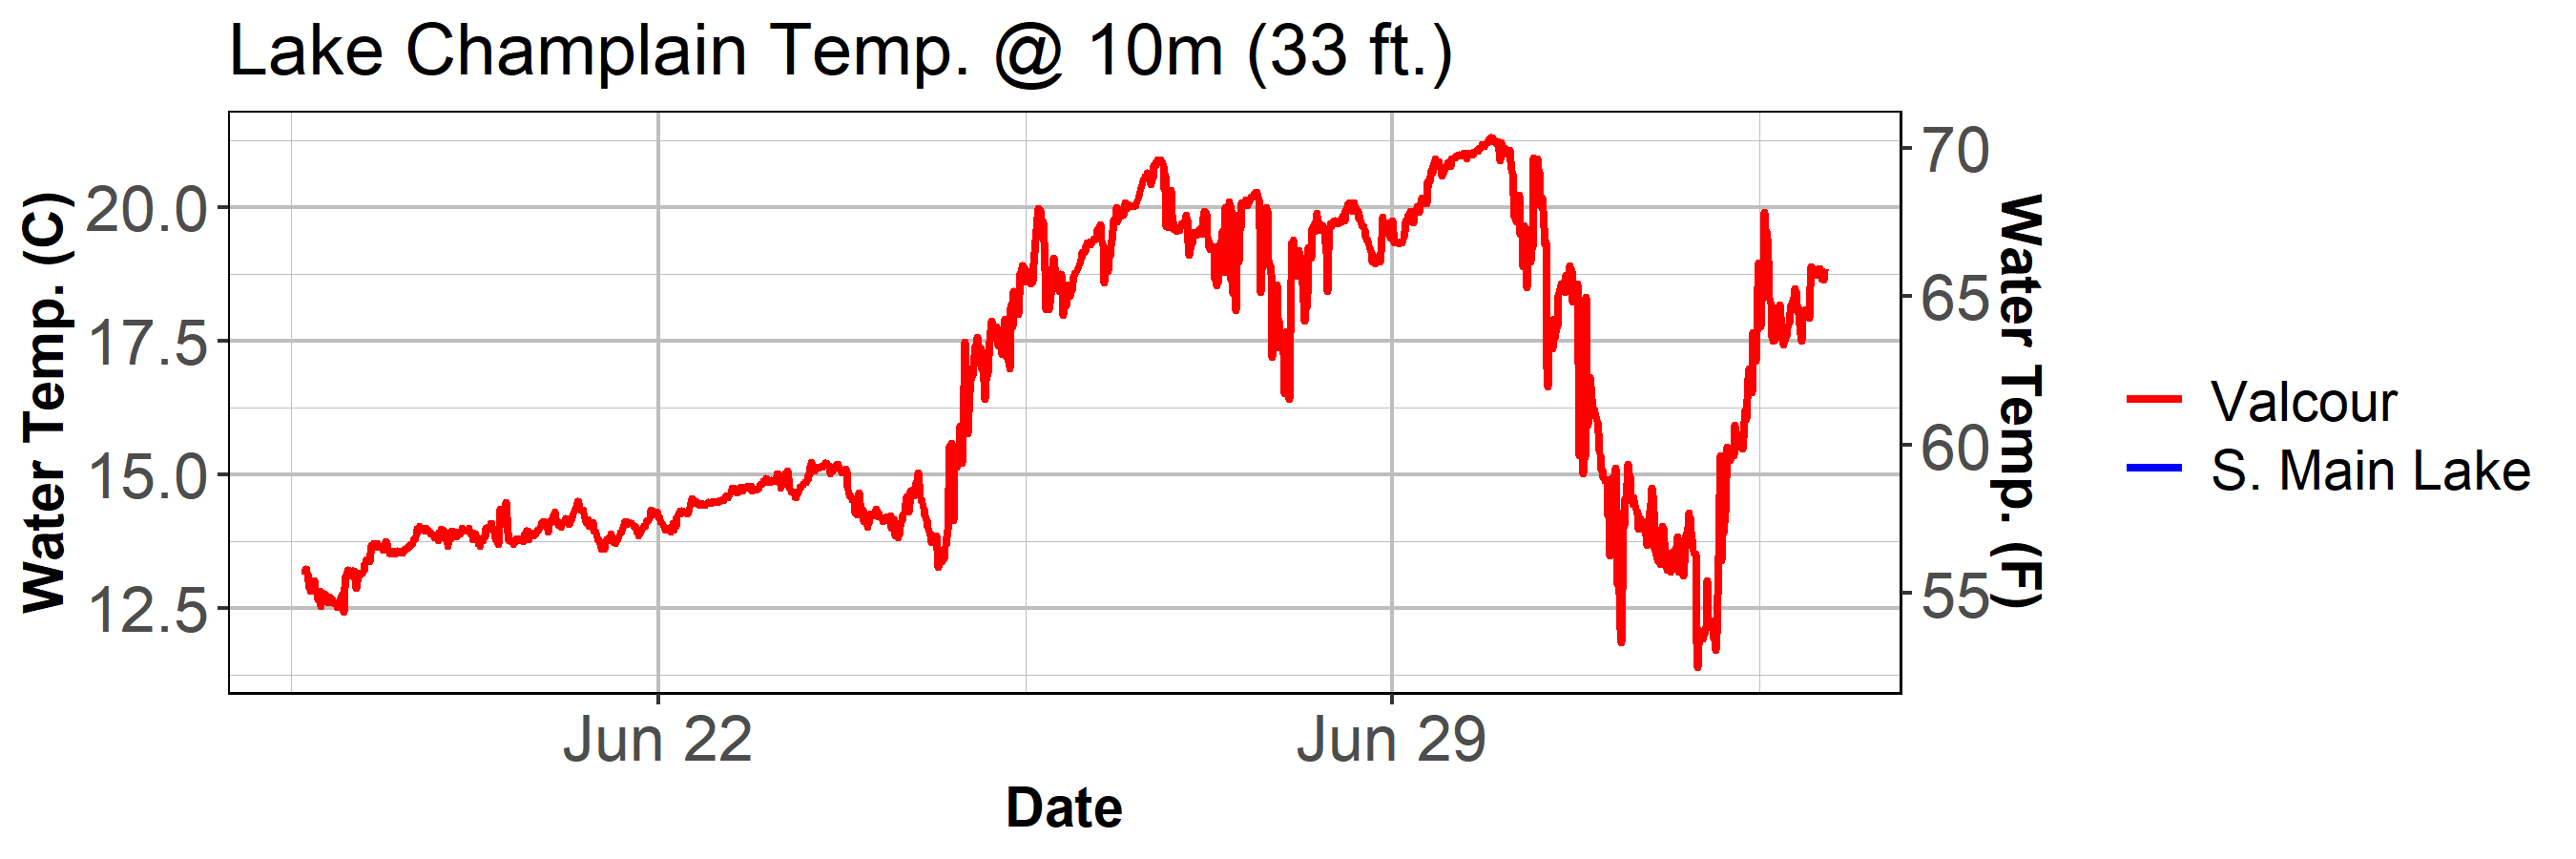 Lake Champlain Temp. @ 10m (33 ft.)
Water Temp. (C)
20.0
17.5
15.0
12.5
70
65
60
55
Water Temp. (F)
Jun 22
Jun 29
Date
Valcour
S. Main Lake